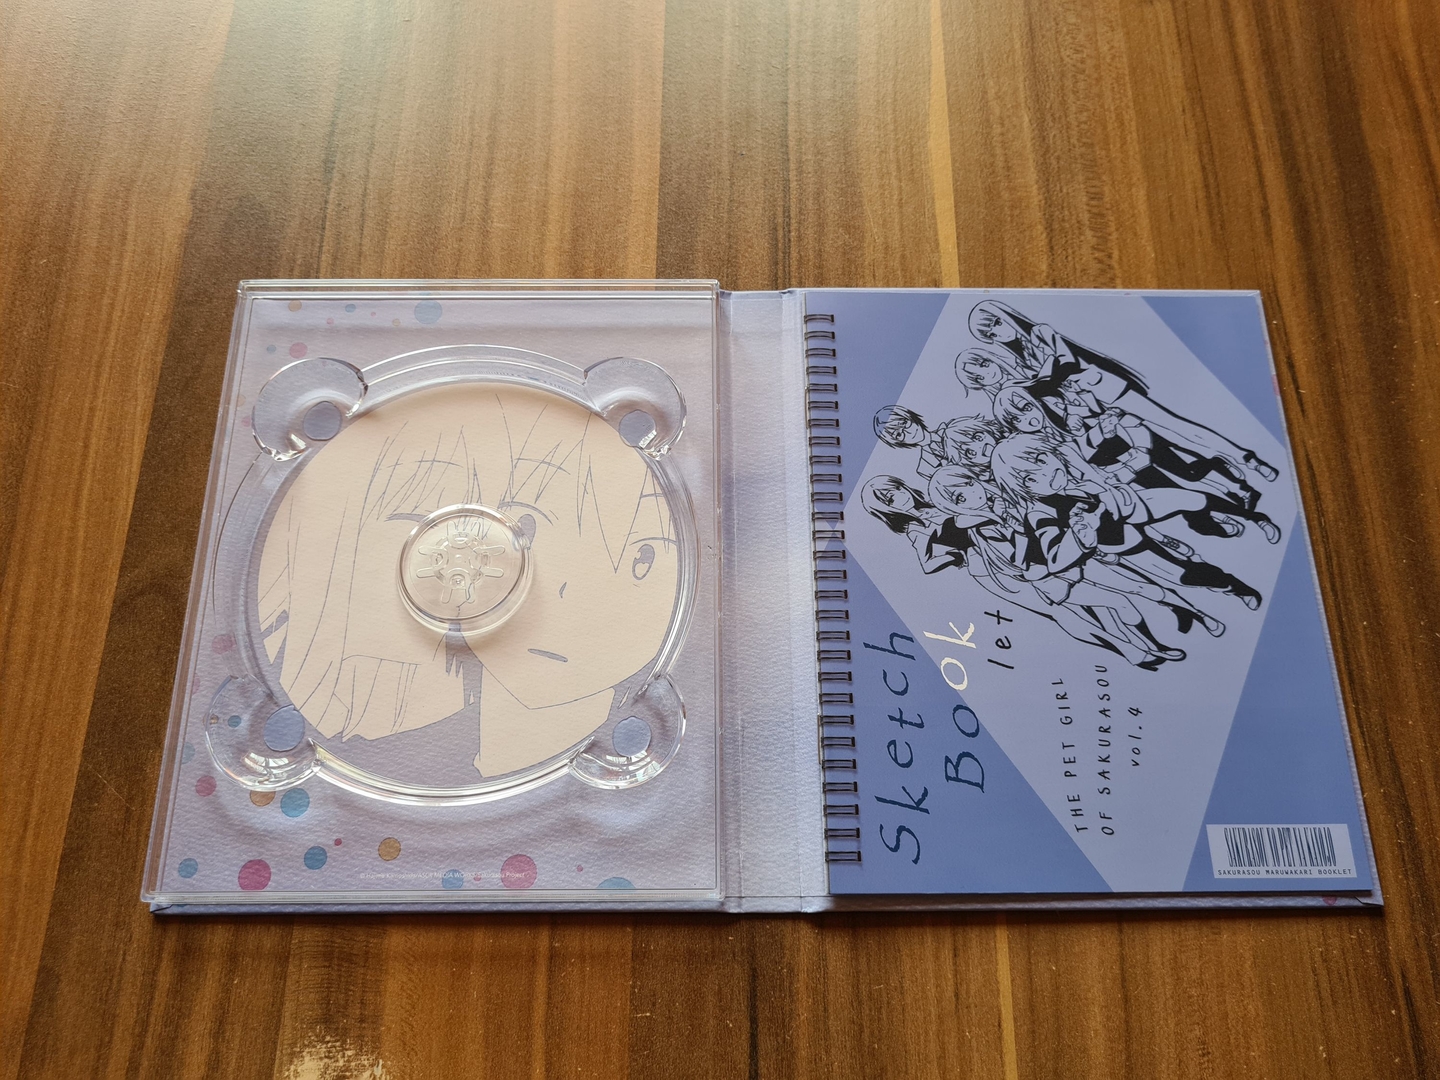 Sketch
Book
let
THE PET GIRL
OF SAKURASOU
vol.4
SAKURASOU MARUWAKARI BOOKLET